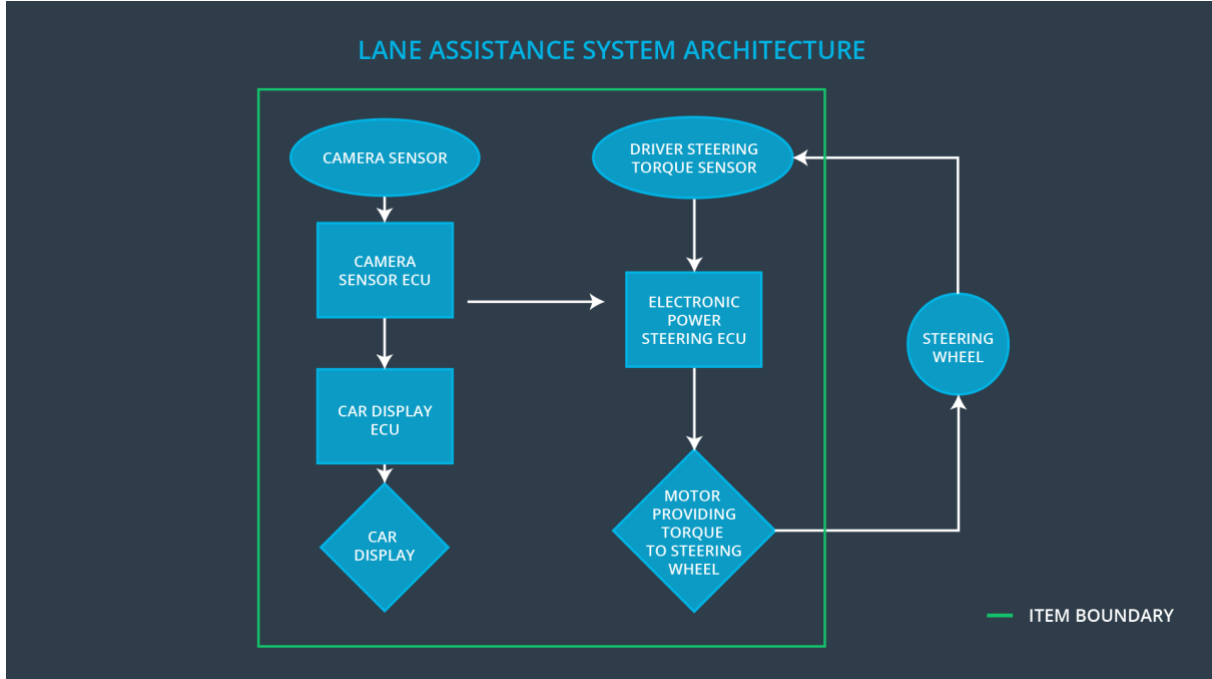 LANE ASSISTANCE SYSTEM ARCHITECTURE
CAMERA SENSOR
CAMERA
SENSOR ECU
CAR DISPLAY
ECU
CAR
DISPLAY
DRIVER STEERING
TORQUE SENSOR
ELECTRONIC
POWER
STEERING ECU
MOTOR
PROVIDING
TORQUE
TO STEERING
WHEEL
STEERING
WHEEL
ITEM BOUNDARY